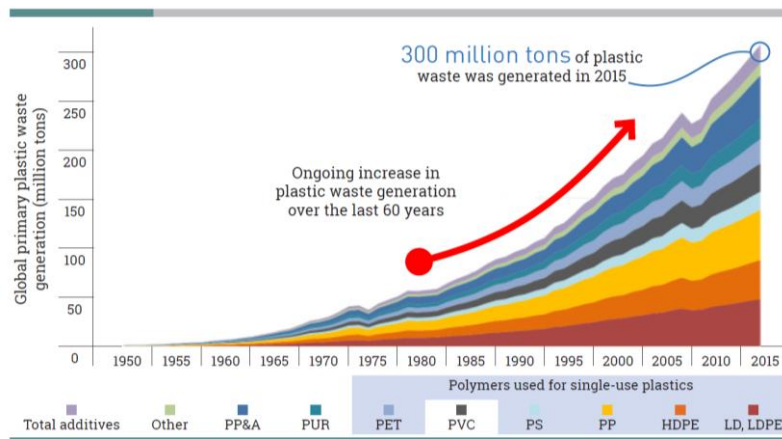 300 million tons of plastic
waste was generated in 2015
Ongoing increase in
plastic waste generation
over the last 60 years
Global primary plastic waste
generation (million tons)
300
250
200
150
100
50
0
1950 1955 1960 1965 1970 1975 1980 1985 1990 1995 2000 2005 2010 2015
Polymers used for single-use plastics
Total additives Other PP&A PUR PET PVC PS PP HDPE LD, LDPE